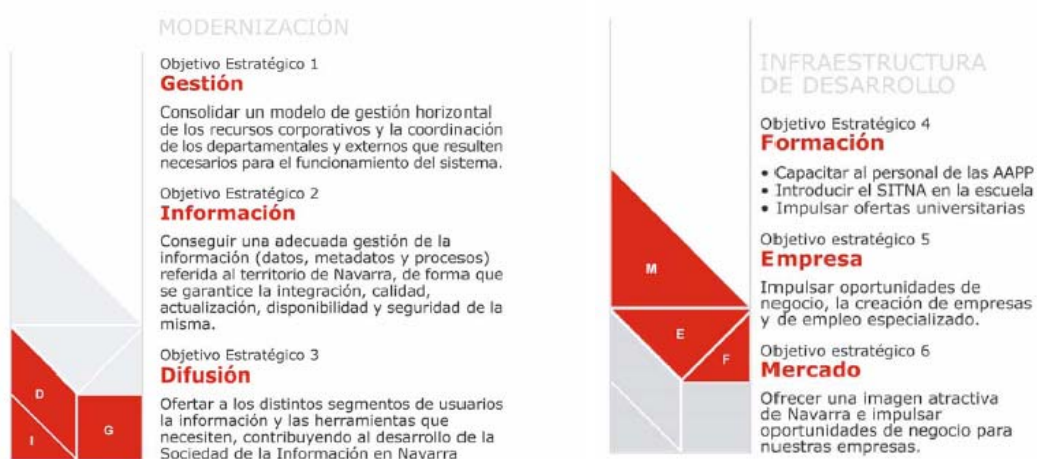 MODERNIZACIÓN
Objetivo Estratégico 1
Gestión
Consolidar un modelo de gestión horizontal
de los recursos corporativos y la coordinación
de los departamentales y externos que resulten
necesarios para el funcionamiento del sistema.
Objetivo Estratégico 2
Información
Conseguir una adecuada gestión de la
información (datos, metadatos y procesos)
referida al territorio de Navarra, de forma que
se garantice la integración, calidad,
actualización, disponibilidad y seguridad de la
misma.
Objetivo Estratégico 3
Difusión
Ofertar a los distintos segmentos de usuarios
la información y las herramientas que
necesiten, contribuyendo al desarrollo de la
Sociedad de la Información en Navarra
D
I
G
INFRAESTRUCTURA
DE DESARROLLO
Objetivo Estratégico 4
Formación
• Capacitar al personal de las AAPP
• Introducir el SITNA en la escuela
• Impulsar ofertas universitarias
Objetivo estratégico 5
Empresa
Impulsar oportunidades de
negocio, la creación de empresas
y de empleo especializado.
Objetivo estratégico 6
Mercado
Ofrecer una imagen atractiva
de Navarra e impulsar
oportunidades de negocio para
nuestras empresas.
M
E
F